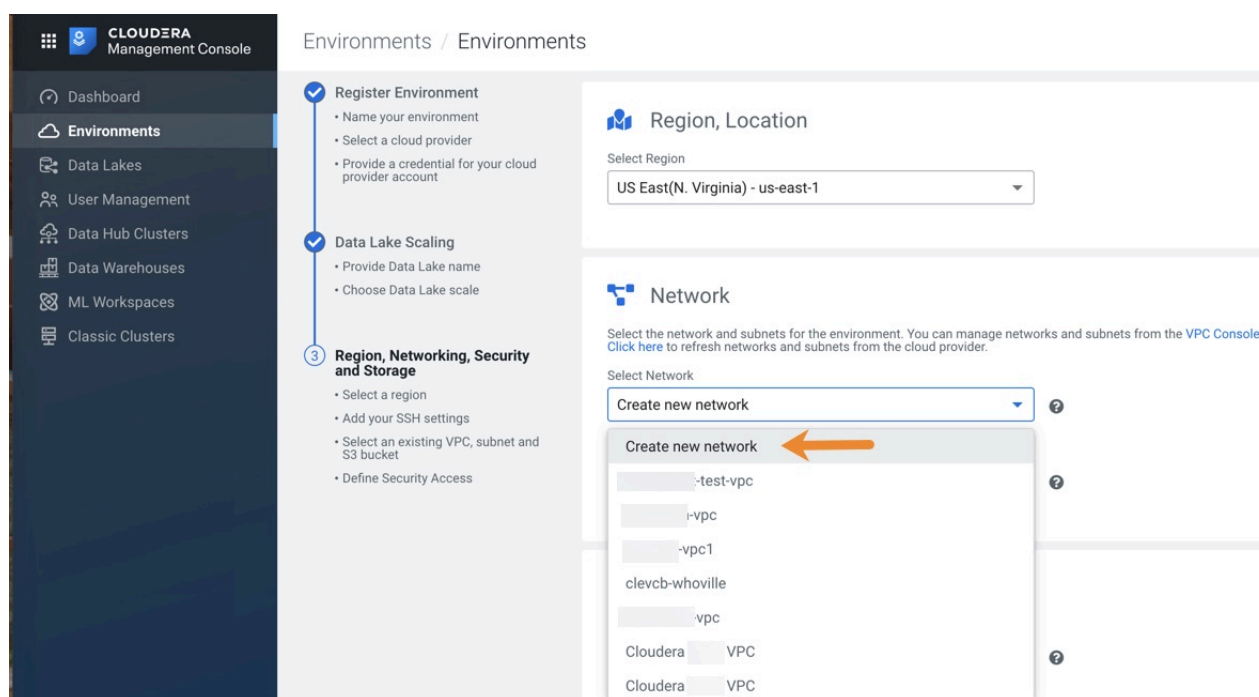 CLOUDERA
Management Console
Dashboard
Environments
Data Lakes
User Management
Data Hub Clusters
Data Warehouses
ML Workspaces
Classic Clusters
Environments / Environments
Register Environment
• Name your environment
• Select a cloud provider
• Provide a credential for your cloud
provider account
Data Lake Scaling
• Provide Data Lake name
• Choose Data Lake scale
3 Region, Networking, Security
and Storage
• Select a region
• Add your SSH settings
• Select an existing VPC, subnet and
S3 bucket
• Define Security Access
Region, Location
Select Region
US East(N. Virginia) - us-east-1
Network
Select the network and subnets for the environment. You can manage networks and subnets from the VPC Console
Click here to refresh networks and subnets from the cloud provider.
Select Network
Create new network
Create new network
-test-vpc
-vpc
-vpc1
clevcb-whoville
-vpc
Cloudera VPC
Cloudera VPC